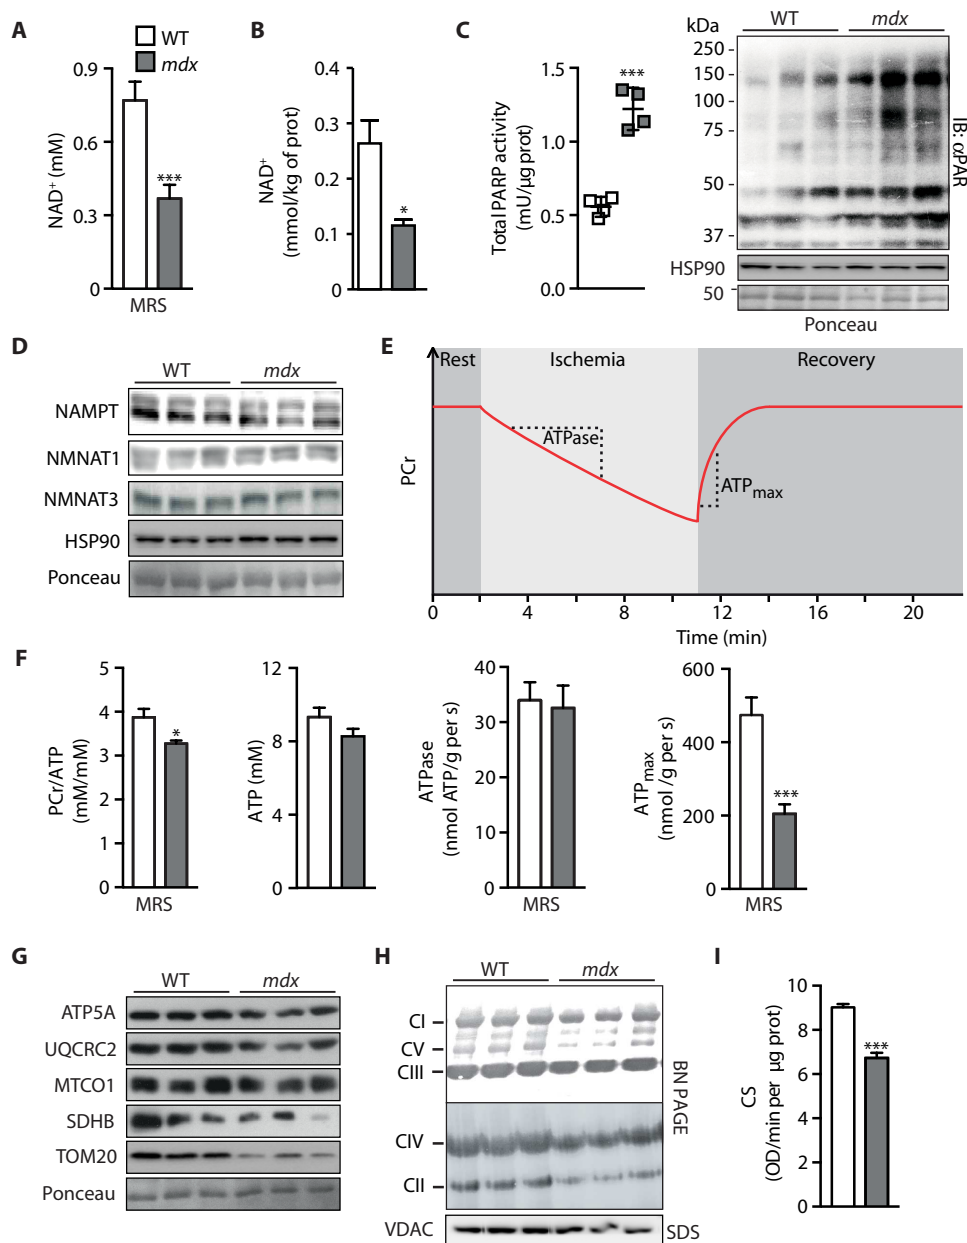 A
WT
mdx
NAD+ (mM)
0.9
0.6
0.3
0
***
MRS
B
NAD+
(mmol/kg of prot)
0.4
0.3
0.2
0.1
0
*
C
Total PARP activity
(mU/µg prot)
1.5
1.0
0.5
0.0
***
kDa
WT
mdx
250
150
100
75
50
37
IB: αPAR
HSP90
50
Ponceau
D
WT
mdx
NAMPT
NMNAT1
NMNAT3
HSP90
Ponceau
E
Rest
Ischemia
Recovery
PCr
ATPase
ATPmax
0 4 8 12 16 20
Time (min)
F
PCr/ATP
(mM/mM)
5
4
3
2
1
0
*
MRS
ATP (mM)
12
9
6
3
0
ATPase
(nmol ATP/g per s)
40
30
20
10
0
MRS
ATPmax
(nmol /g per s)
600
400
200
0
***
MRS
G
WT
mdx
ATP5A
UQCRC2
MTCO1
SDHB
TOM20
Ponceau
H
WT
mdx
CI
CV
CIII
CIV
CII
BN PAGE
VDAC
SDS
I
CS
(OD/min per µg prot)
10
8
6
4
2
0
***